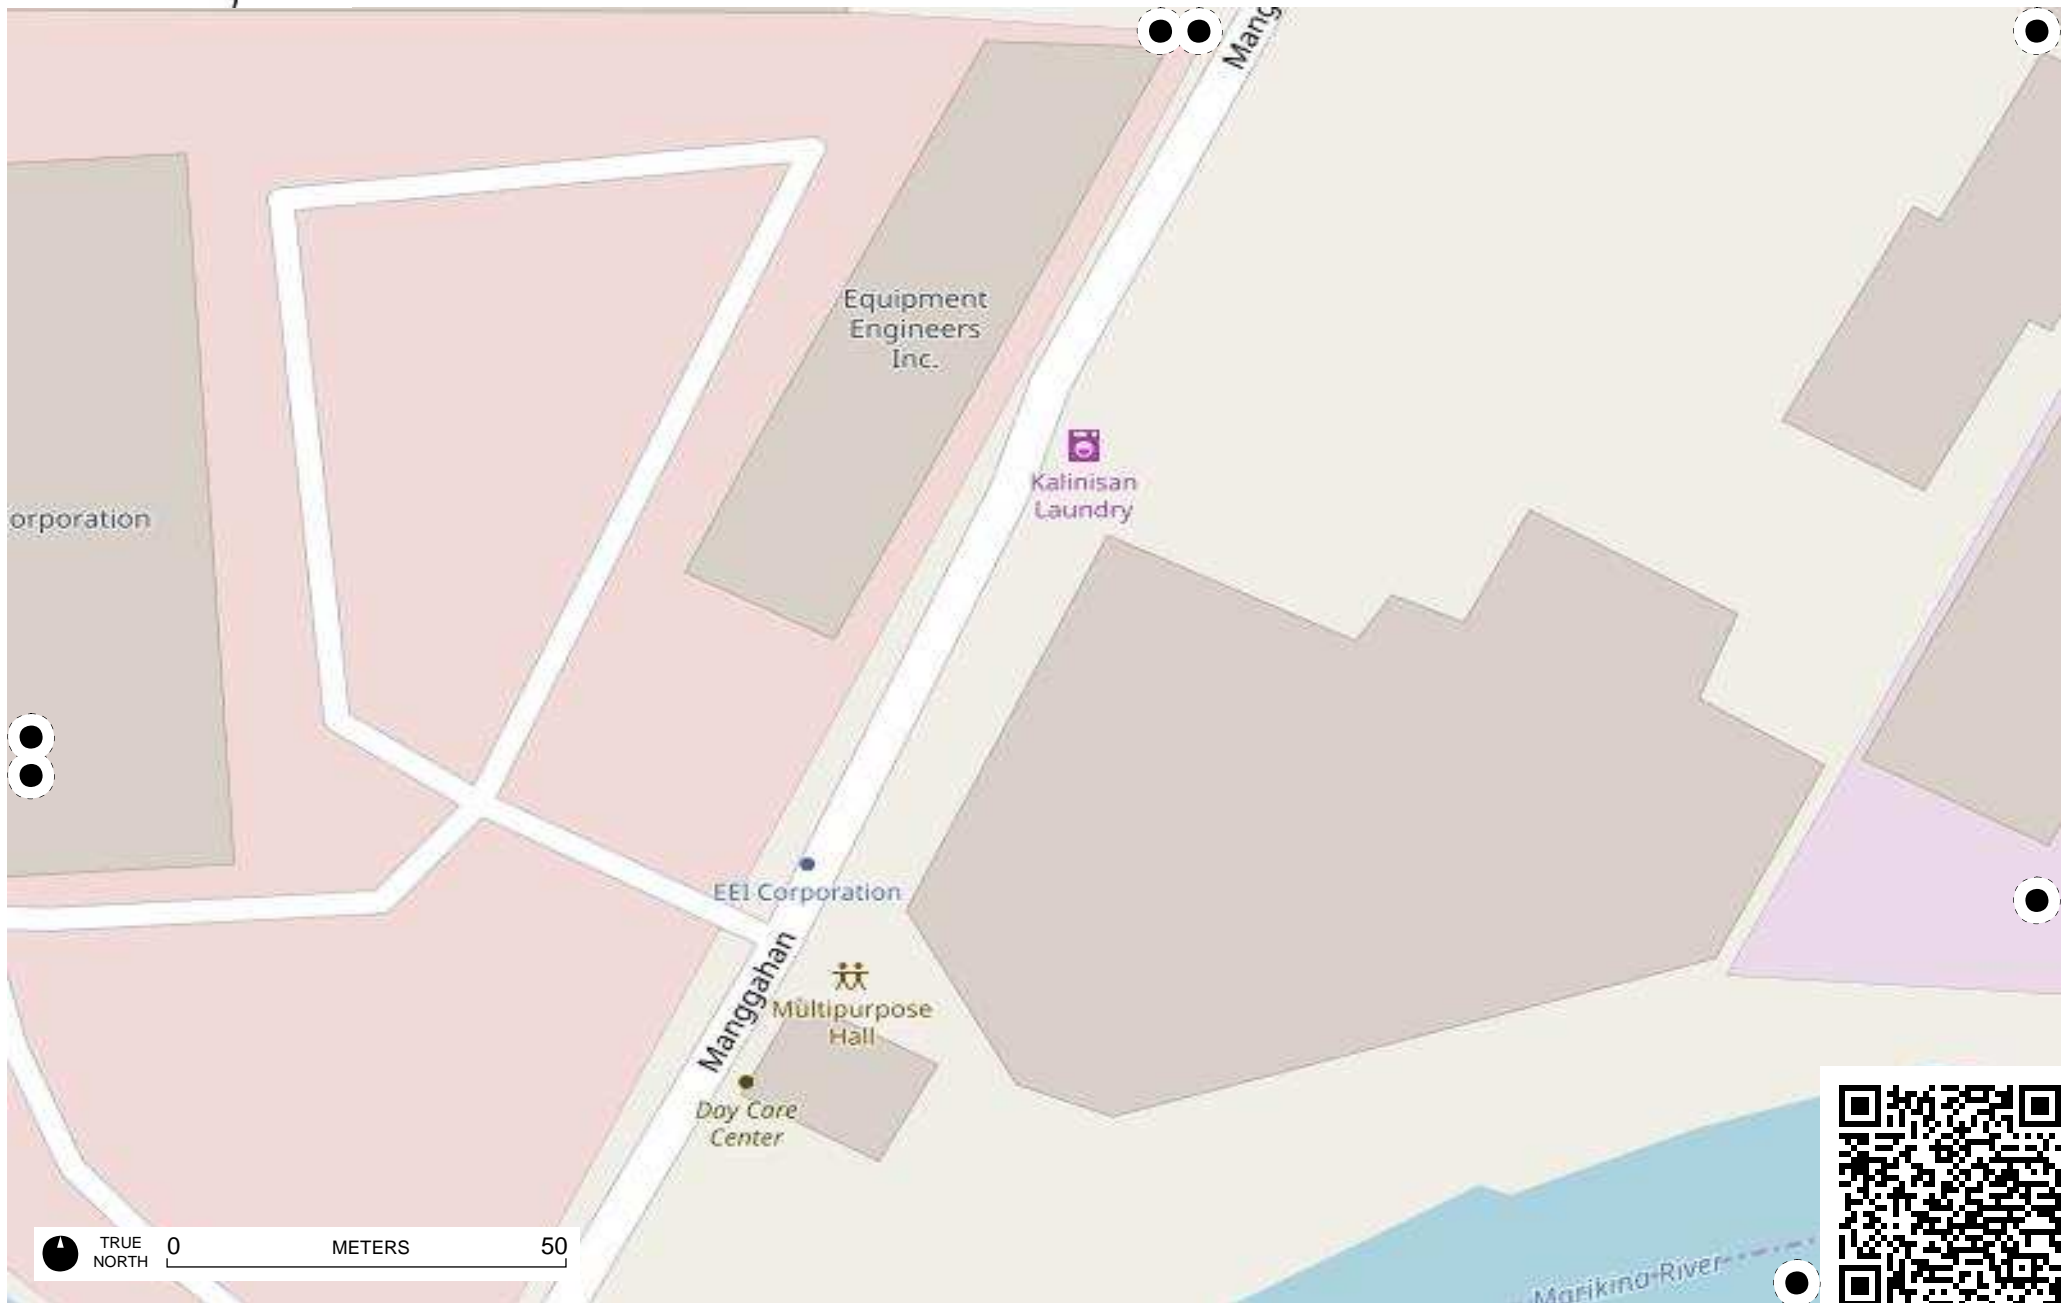 Mang
Equipment
Engineers
Inc.
Kalinisan
Laundry
orporation
EEI Corporation
Manggahan
Multipurpose
Hall
Day Care
Center
TRUE
NORTH
0 METERS 50
Marikina River